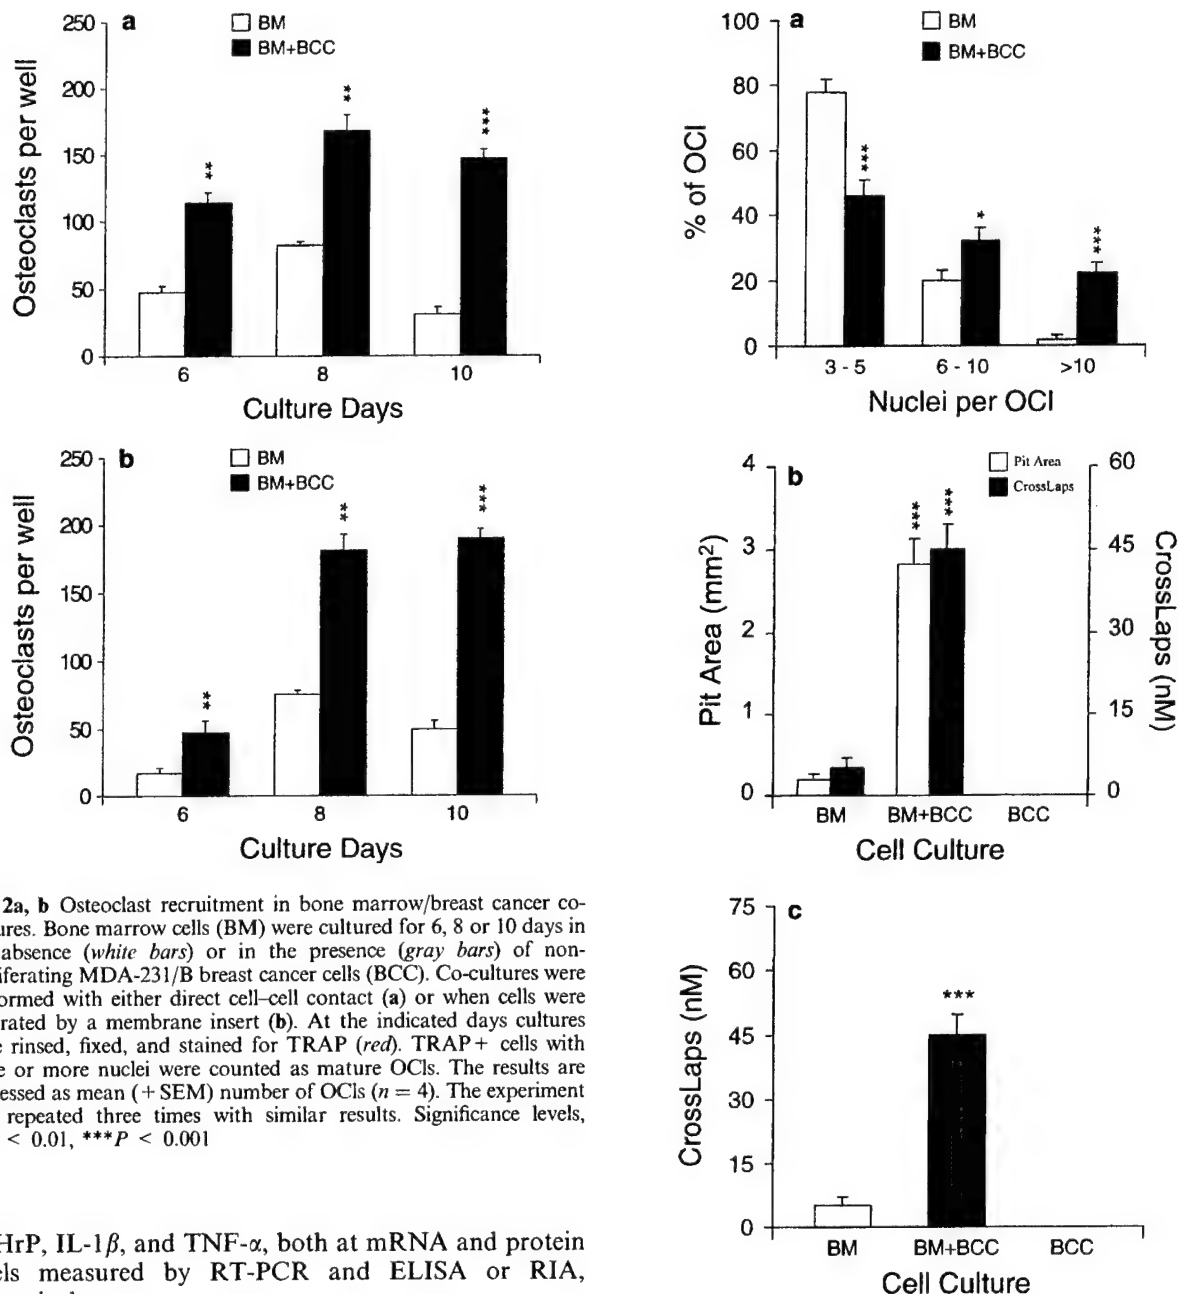 a
BM
BM+BCC
250
200
150
100
50
0
Osteoclasts per well
6 8 10
Culture Days
b
BM
BM+BCC
250
200
150
100
50
0
Osteoclasts per well
** ** ***
6 8 10
Culture Days
2a, b Osteoclast recruitment in bone marrow/breast cancer co-
ures. Bone marrow cells (BM) were cultured for 6, 8 or 10 days in
absence (white bars) or in the presence (gray bars) of non-
iferating MDA-231/B breast cancer cells (BCC). Co-cultures were
ormed with either direct cell–cell contact (a) or when cells were
rated by a membrane insert (b). At the indicated days cultures
e rinsed, fixed, and stained for TRAP (red). TRAP+ cells with
e or more nuclei were counted as mature OCls. The results are
essed as mean (+SEM) number of OCls (n = 4). The experiment
repeated three times with similar results. Significance levels,
< 0.01, ***P < 0.001
HrP, IL-1β, and TNF-α, both at mRNA and protein
els measured by RT-PCR and ELISA or RIA,
a
BM
BM+BCC
100
80
60
40
20
0
% of OCl
*** * ***
3 - 5 6 - 10 >10
Nuclei per OCl
b
Pit Area
CrossLaps
4
3
2
1
0
Pit Area (mm2)
60
45
30
15
0
CrossLaps (nM)
*** ***
BM BM+BCC BCC
Cell Culture
c
75
60
45
30
15
0
CrossLaps (nM)
***
BM BM+BCC BCC
Cell Culture